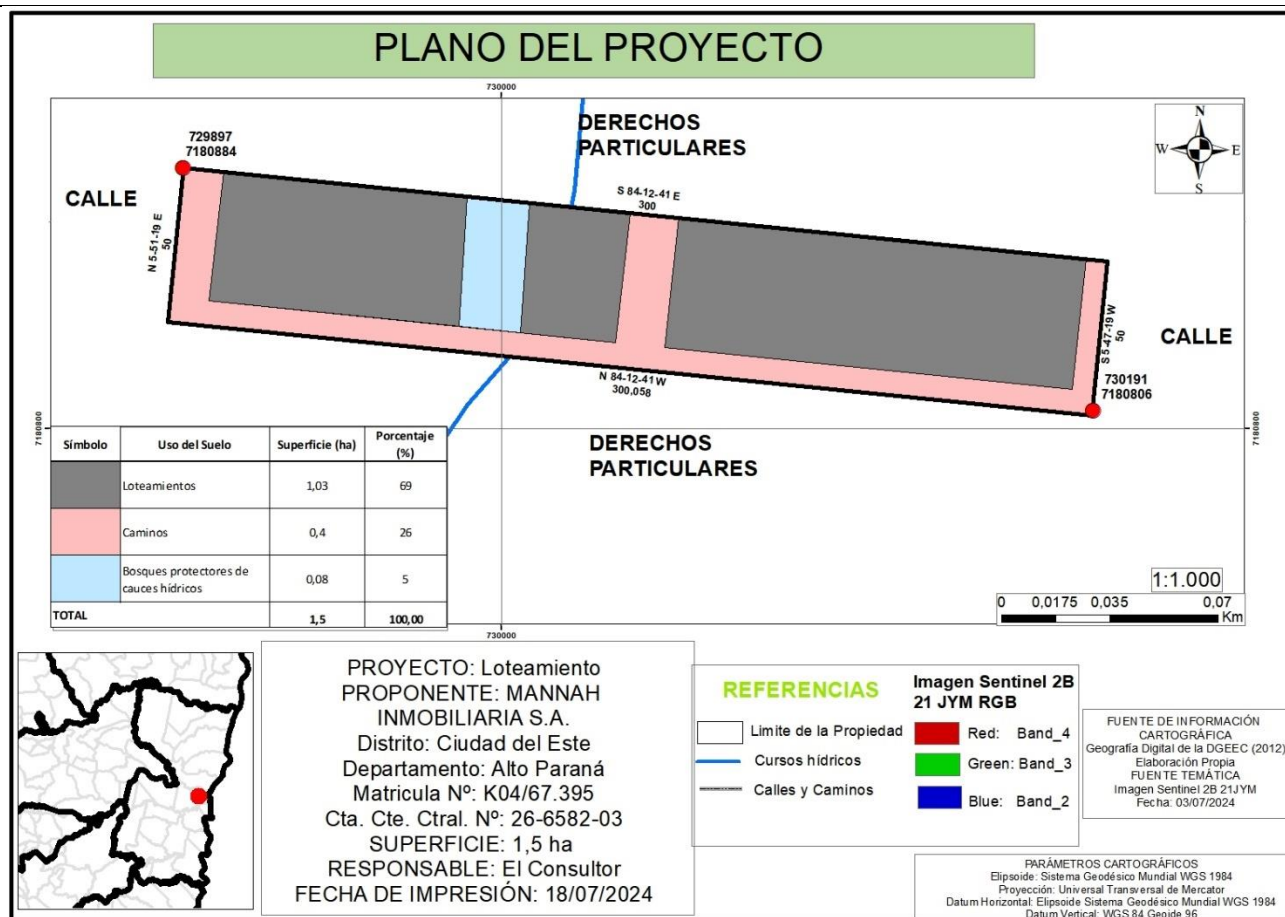 PLANO DEL PROYECTO
730000
729897
7180884
DERECHOS
PARTICULARES
N
W E
S
CALLE
S 84-12-41 E
300
N 5-51-19 E
50
S 5-47-19 W
50
CALLE
730191
7180806
N 84-12-41 W
300,058
7180800
7180800
DERECHOS
PARTICULARES
Símbolo Uso del Suelo Superficie (ha) Porcentaje (%)
Loteamientos 1,03 69
Caminos 0,4 26
Bosques protectores de
cauces hídricos 0,08 5
TOTAL 1,5 100,00
730000
1:1.000
0 0,0175 0,035 0,07
Km
PROYECTO: Loteamiento
PROPONENTE: MANNAH
INMOBILIARIA S.A.
Distrito: Ciudad del Este
Departamento: Alto Paraná
Matricula Nº: K04/67.395
Cta. Cte. Ctral. Nº: 26-6582-03
SUPERFICIE: 1,5 ha
RESPONSABLE: El Consultor
FECHA DE IMPRESIÓN: 18/07/2024
REFERENCIAS
Limite de la Propiedad
Cursos hídricos
Calles y Caminos
Imagen Sentinel 2B
21 JYM RGB
Red: Band_4
Green: Band_3
Blue: Band_2
FUENTE DE INFORMACIÓN
CARTOGRÁFICA
Geografía Digital de la DGEEC (2012)
Elaboración Propia
FUENTE TEMÁTICA
Imagen Sentinel 2B 21JYM
Fecha: 03/07/2024
PARÁMETROS CARTOGRÁFICOS
Elipsoide: Sistema Geodésico Mundial WGS 1984
Proyección: Universal Transversal de Mercator
Datum Horizontal: Elipsoide Sistema Geodésico Mundial WGS 1984
Datum Vertical: WGS 84 Geoide 96